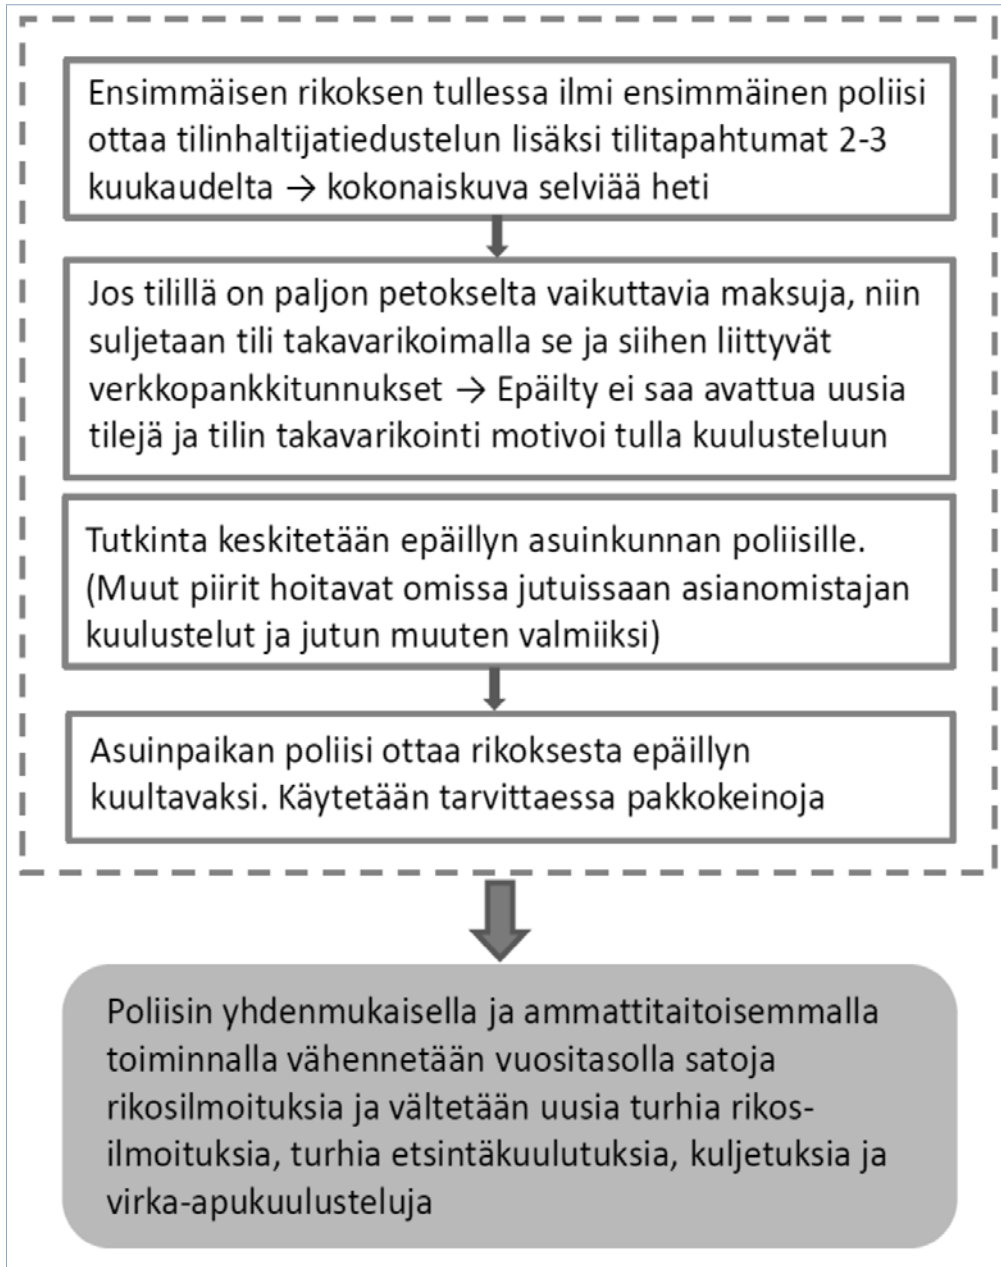 Ensimmäisen rikoksen tullessa ilmi ensimmäinen poliisi
ottaa tilinhaltijatiedustelun lisäksi tilitapahtumat 2-3
kuukaudelta → kokonaiskuva selviää heti
Jos tilillä on paljon petokselta vaikuttavia maksuja, niin
suljetaan tili takavarikoimalla se ja siihen liittyvät
verkkopankkitunnukset → Epäilty ei saa avattua uusia
tilejä ja tilin takavarikointi motivoi tulla kuulusteluun
Tutkinta keskitetään epäillyn asuinkunnan poliisille.
(Muut piirit hoitavat omissa jutuissaan asianomistajan
kuulustelut ja jutun muuten valmiiksi)
Asuinpaikan poliisi ottaa rikoksesta epäillyn
kuultavaksi. Käytetään tarvittaessa pakkokeinoja
Poliisin yhdenmukaisella ja ammattitaitoisemmalla
toiminnalla vähennetään vuositasolla satoja
rikosilmoituksia ja vältetään uusia turhia rikos-
ilmoituksia, turhia etsintäkuulutuksia, kuljetuksia ja
virka-apukuulusteluja